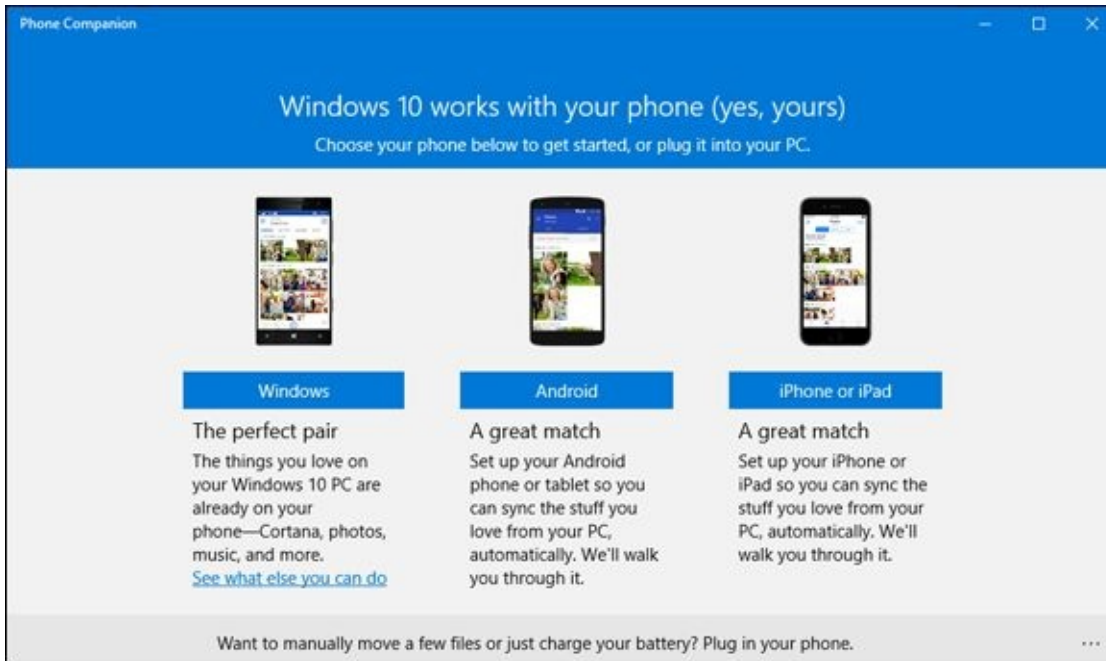 Phone Companion
Windows 10 works with your phone (yes, yours)
Choose your phone below to get started, or plug it into your PC.
Windows
The perfect pair
The things you love on
your Windows 10 PC are
already on your
phone—Cortana, photos,
music, and more.
See what else you can do
Android
A great match
Set up your Android
phone or tablet so you
can sync the stuff you
love from your PC,
automatically. We'll walk
you through it.
iPhone or iPad
A great match
Set up your iPhone or
iPad so you can sync the
stuff you love from your
PC, automatically. We'll
walk you through it.
Want to manually move a few files or just charge your battery? Plug in your phone.